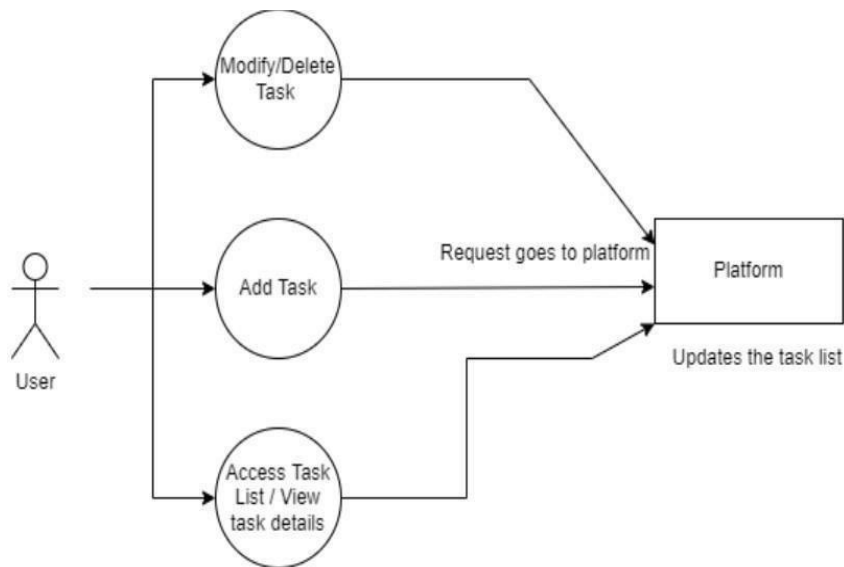 Modify/Delete
Task
Request goes to platform
Add Task
Platform
Updates the task list
User
Access Task
List / View
task details